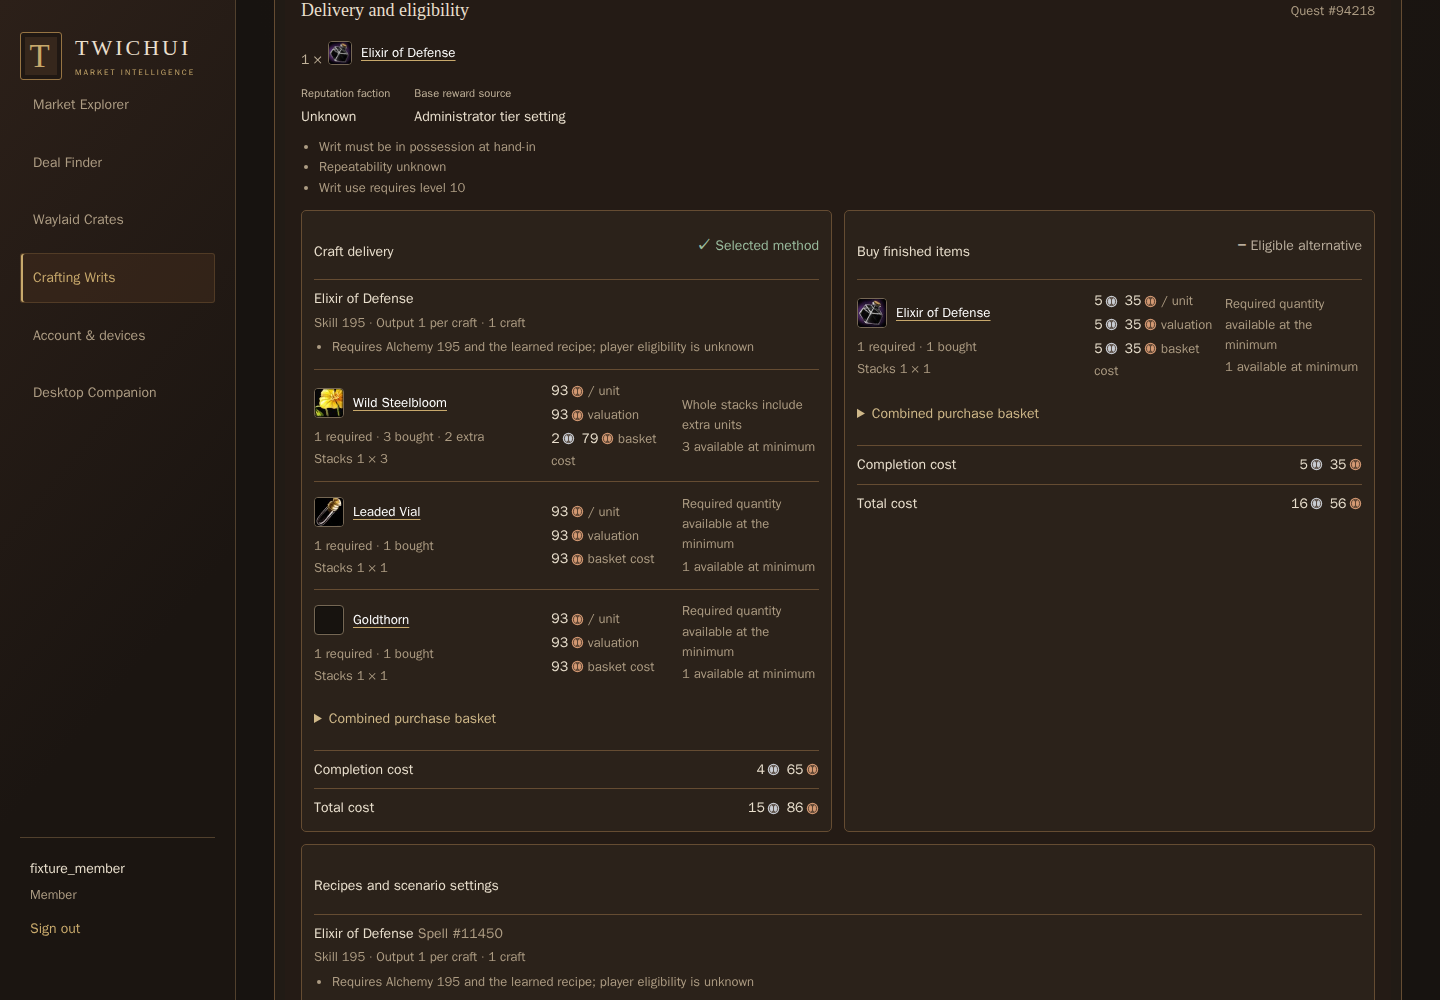 T
TWICHUI
MARKET INTELLIGENCE
Market Explorer
Deal Finder
Waylaid Crates
Crafting Writs
Account & devices
Desktop Companion
fixture_member
Member
Sign out
Delivery and eligibility
Quest #94218
1 × Elixir of Defense
Reputation faction
Unknown
Base reward source
Administrator tier setting
• Writ must be in possession at hand-in
• Repeatability unknown
• Writ use requires level 10
Craft delivery
✓ Selected method
Elixir of Defense
Skill 195 · Output 1 per craft · 1 craft
• Requires Alchemy 195 and the learned recipe; player eligibility is unknown
Wild Steelbloom
1 required · 3 bought · 2 extra
Stacks 1 × 3
93 / unit
93 valuation
2 79 basket
cost
Whole stacks include
extra units
3 available at minimum
Leaded Vial
1 required · 1 bought
Stacks 1 × 1
93 / unit
93 valuation
93 basket cost
Required quantity
available at the
minimum
1 available at minimum
Goldthorn
1 required · 1 bought
Stacks 1 × 1
93 / unit
93 valuation
93 basket cost
Required quantity
available at the
minimum
1 available at minimum
▶ Combined purchase basket
Completion cost 4 65
Total cost 15 86
Buy finished items
– Eligible alternative
Elixir of Defense
1 required · 1 bought
Stacks 1 × 1
5 35 / unit
5 35 valuation
5 35 basket
cost
Required quantity
available at the
minimum
1 available at minimum
▶ Combined purchase basket
Completion cost 5 35
Total cost 16 56
Recipes and scenario settings
Elixir of Defense Spell #11450
Skill 195 · Output 1 per craft · 1 craft
• Requires Alchemy 195 and the learned recipe; player eligibility is unknown